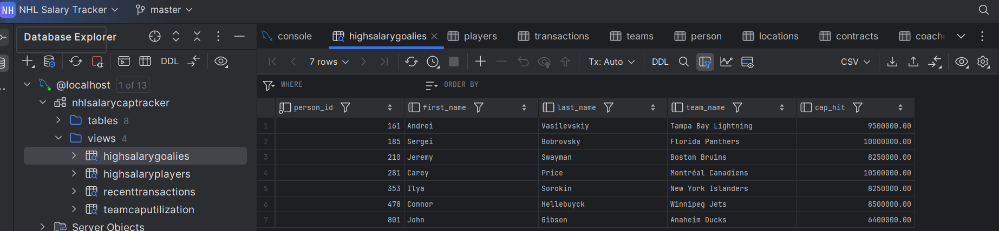 NH NHL Salary Tracker master
Database Explorer
console highsalarygoalies players transactions teams person locations contracts coache
DDL
7 rows Tx: Auto DDL CSV
@localhost 1 of 13
nhlsalarycaptracker
tables 8
views 4
highsalarygoalies
highsalaryplayers
recenttransactions
teamcaputilization
Server Objects
WHERE ORDER BY
person_id first_name last_name team_name cap_hit
1 161 Andrei Vasilevskiy Tampa Bay Lightning 9500000.00
2 185 Sergei Bobrovsky Florida Panthers 10000000.00
3 210 Jeremy Swayman Boston Bruins 8250000.00
4 281 Carey Price Montréal Canadiens 10500000.00
5 353 Ilya Sorokin New York Islanders 8250000.00
6 478 Connor Hellebuyck Winnipeg Jets 8500000.00
7 801 John Gibson Anaheim Ducks 6400000.00